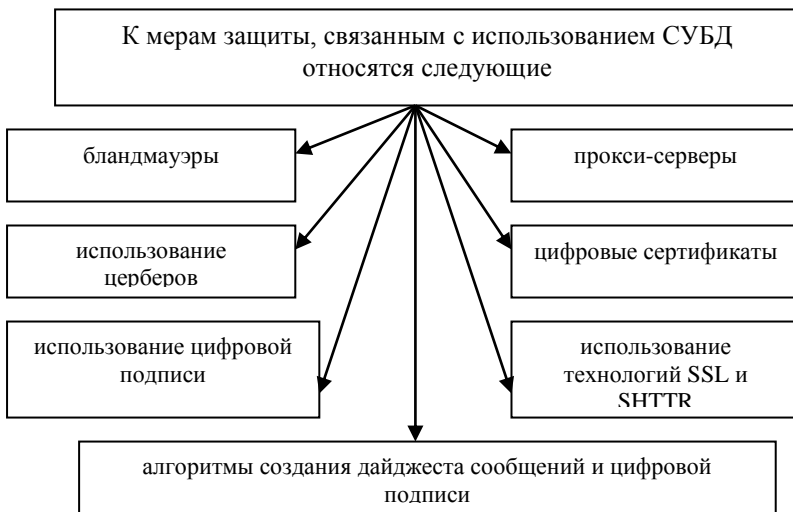 К мерам защиты, связанным с использованием СУБД
относятся следующие
бландмауэры
прокси-серверы
использование
церберов
цифровые сертификаты
использование цифровой
подписи
использование
технологий SSL и
SHTTR
алгоритмы создания дайджеста сообщений и цифровой
подписи